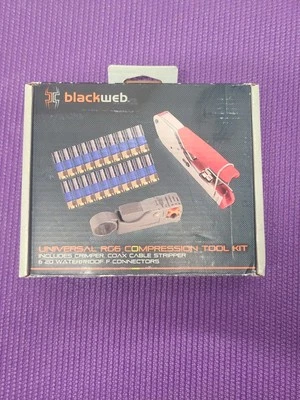 blackweb.
UNIVERSAL RG6 COMPRESSION TOOL KIT
INCLUDES CRIMPER, COAX CABLE STRIPPER
& 20 WATERPROOF F CONNECTORS